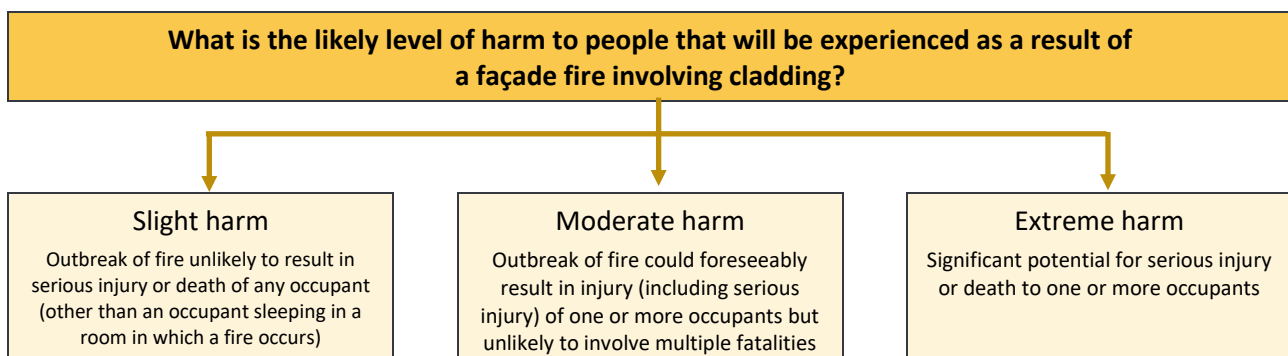 What is the likely level of harm to people that will be experienced as a result of
a façade fire involving cladding?
Slight harm
Outbreak of fire unlikely to result in
serious injury or death of any occupant
(other than an occupant sleeping in a
room in which a fire occurs)
Moderate harm
Outbreak of fire could foreseeably
result in injury (including serious
injury) of one or more occupants but
unlikely to involve multiple fatalities
Extreme harm
Significant potential for serious injury
or death to one or more occupants